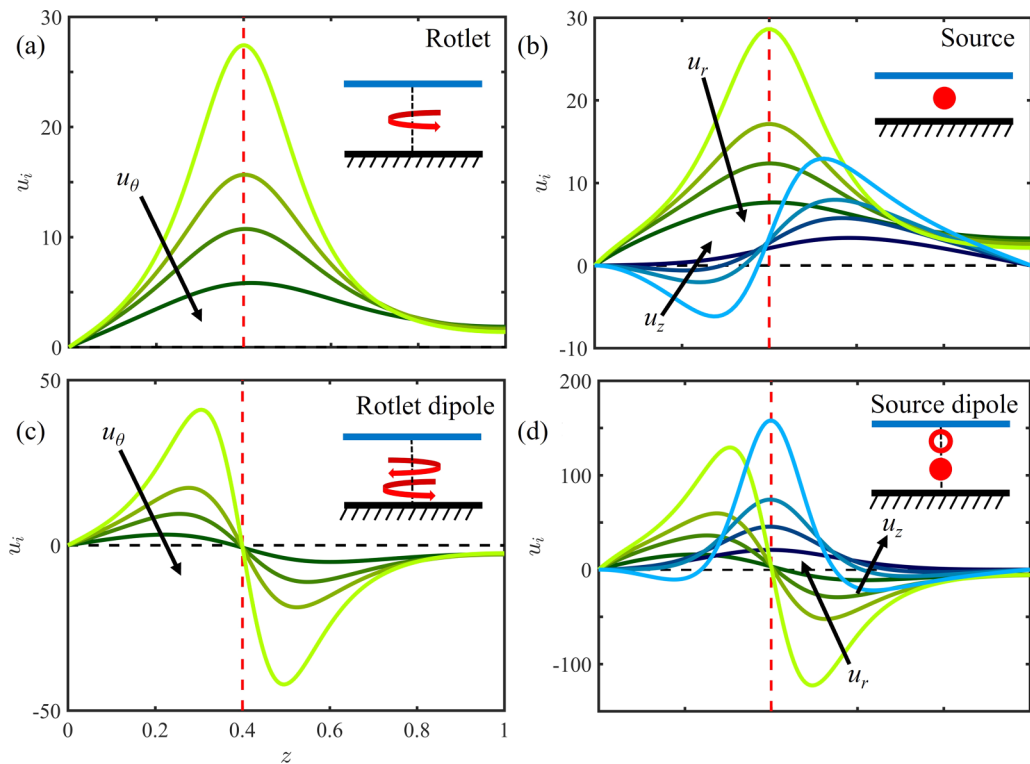 (a)
Rotlet
30
20
10
0
u_i
u_θ
(b)
Source
30
20
10
0
-10
u_i
u_r
u_z
(c)
Rotlet dipole
50
0
-50
u_i
u_θ
0
0.2
0.4
0.6
0.8
1
z
(d)
Source dipole
200
100
0
-100
u_i
u_z
u_r